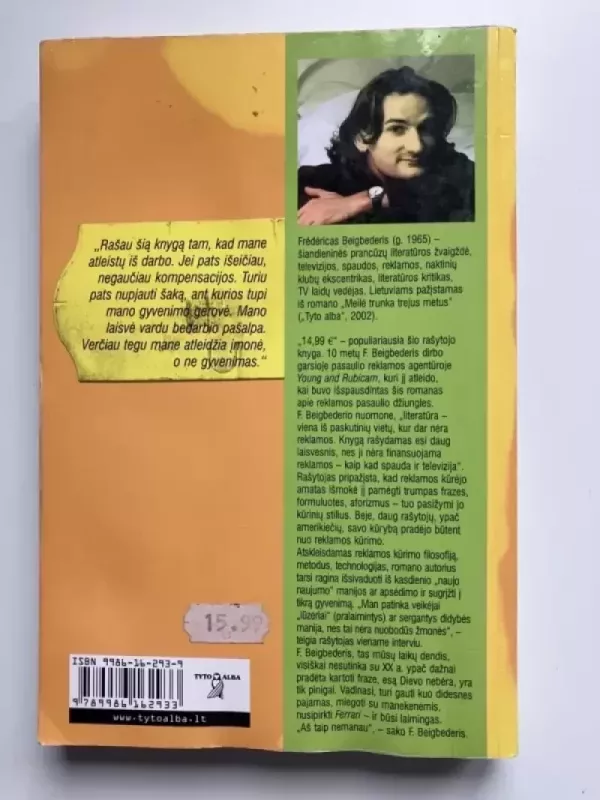 „Rašau šią knygą tam, kad mane
atleistų iš darbo. Jei pats išeičiau,
negaučiau kompensacijos. Turiu
pats nupjauti šaką, ant kurios tupi
mano gyvenimo gerovė. Mano
laisvė vardu bedarbio pašalpa.
Verčiau tegu mane atleidžia įmonė,
o ne gyvenimas.“
15.99
ISBN 9986-16-293-9
9 789986 162933
TYTO ALBA
www.tytoalba.lt
Frédéricas Beigbederis (g. 1965) –
šiandieninės prancūzų literatūros žvaigždė,
televizijos, spaudos, reklamos, naktinių
klubų ekscentrikas, literatūros kritikas,
TV laidų vedėjas. Lietuviams pažįstamas
iš romano „Meilė trunka trejus metus“
(„Tyto alba“, 2002).
„14,99 €“ – populiariausia šio rašytojo
knyga. 10 metų F. Beigbederis dirbo
garsioje pasaulio reklamos agentūroje
Young and Rubicam, kuri jį atleido,
kai buvo išspausdintas šis romanas
apie reklamos pasaulio džiungles.
F. Beigbederio nuomone, „literatūra –
viena iš paskutinių vietų, kur dar nėra
reklamos. Knygą rašydamas esi daug
laisvesnis, nes ji nėra finansuojama
reklamos – kaip kad spauda ir televizija“.
Rašytojas pripažįsta, kad reklamos kūrėjo
amatas išmokė jį pamėgti trumpas frazes,
formuluotes, aforizmus – tuo pasižymi jo
kūrinių stilius. Beje, daug rašytojų, ypač
amerikiečių, savo kūrybą pradėjo būtent
nuo reklamos kūrimo.
Atskleisdamas reklamos kūrimo filosofiją,
metodus, technologijas, romano autorius
tarsi ragina išsivaduoti iš kasdienio „naujo
naujumo“ manijos ar apsėdimo ir sugrįžti į
tikrą gyvenimą. „Man patinka veikėjai
„lūzeriai“ (pralaimintys) ar sergantys didybės
manija, nes tai nėra nuobodūs žmonės“, –
teigia rašytojas viename interviu.
F. Beigbederis, tas mūsų laikų dendis,
visiškai nesutinka su XX a. ypač dažnai
pradėta kartoti fraze, esą Dievo nebėra, yra
tik pinigai. Vadinasi, turi gauti kuo didesnes
pajamas, miegoti su manekenėmis,
nusipirkti Ferrari – ir būsi laimingas.
„Aš taip nemanau“, – sako F. Beigbederis.